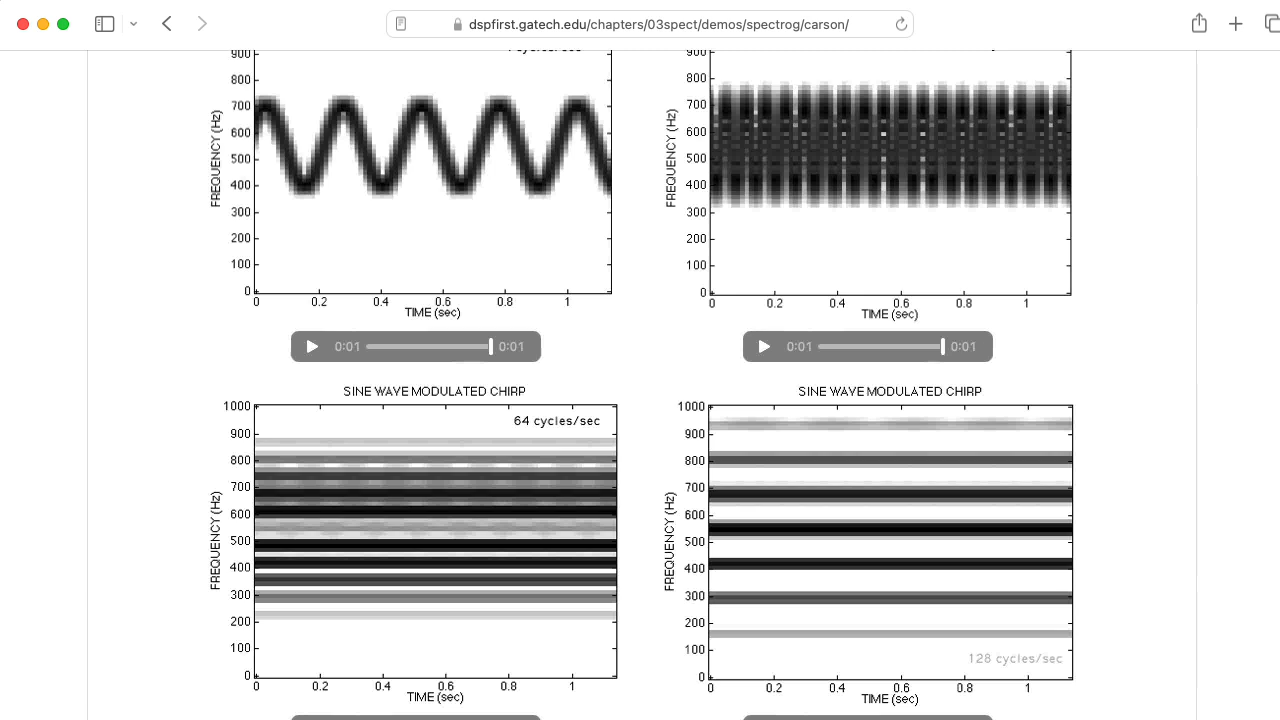 dspfirst.gatech.edu/chapters/03spect/demos/spectrog/carson/
900
800
700
600
500
400
300
200
100
0
FREQUENCY (Hz)
0 0.2 0.4 0.6 0.8 1
TIME (sec)
900
800
700
600
500
400
300
200
100
0
FREQUENCY (Hz)
0 0.2 0.4 0.6 0.8 1
TIME (sec)
0:01 0:01
0:01 0:01
SINE WAVE MODULATED CHIRP
64 cycles/sec
1000
900
800
700
600
500
400
300
200
100
0
FREQUENCY (Hz)
0 0.2 0.4 0.6 0.8 1
TIME (sec)
SINE WAVE MODULATED CHIRP
1000
900
800
700
600
500
400
300
200
100
0
FREQUENCY (Hz)
128 cycles/sec
0 0.2 0.4 0.6 0.8 1
TIME (sec)